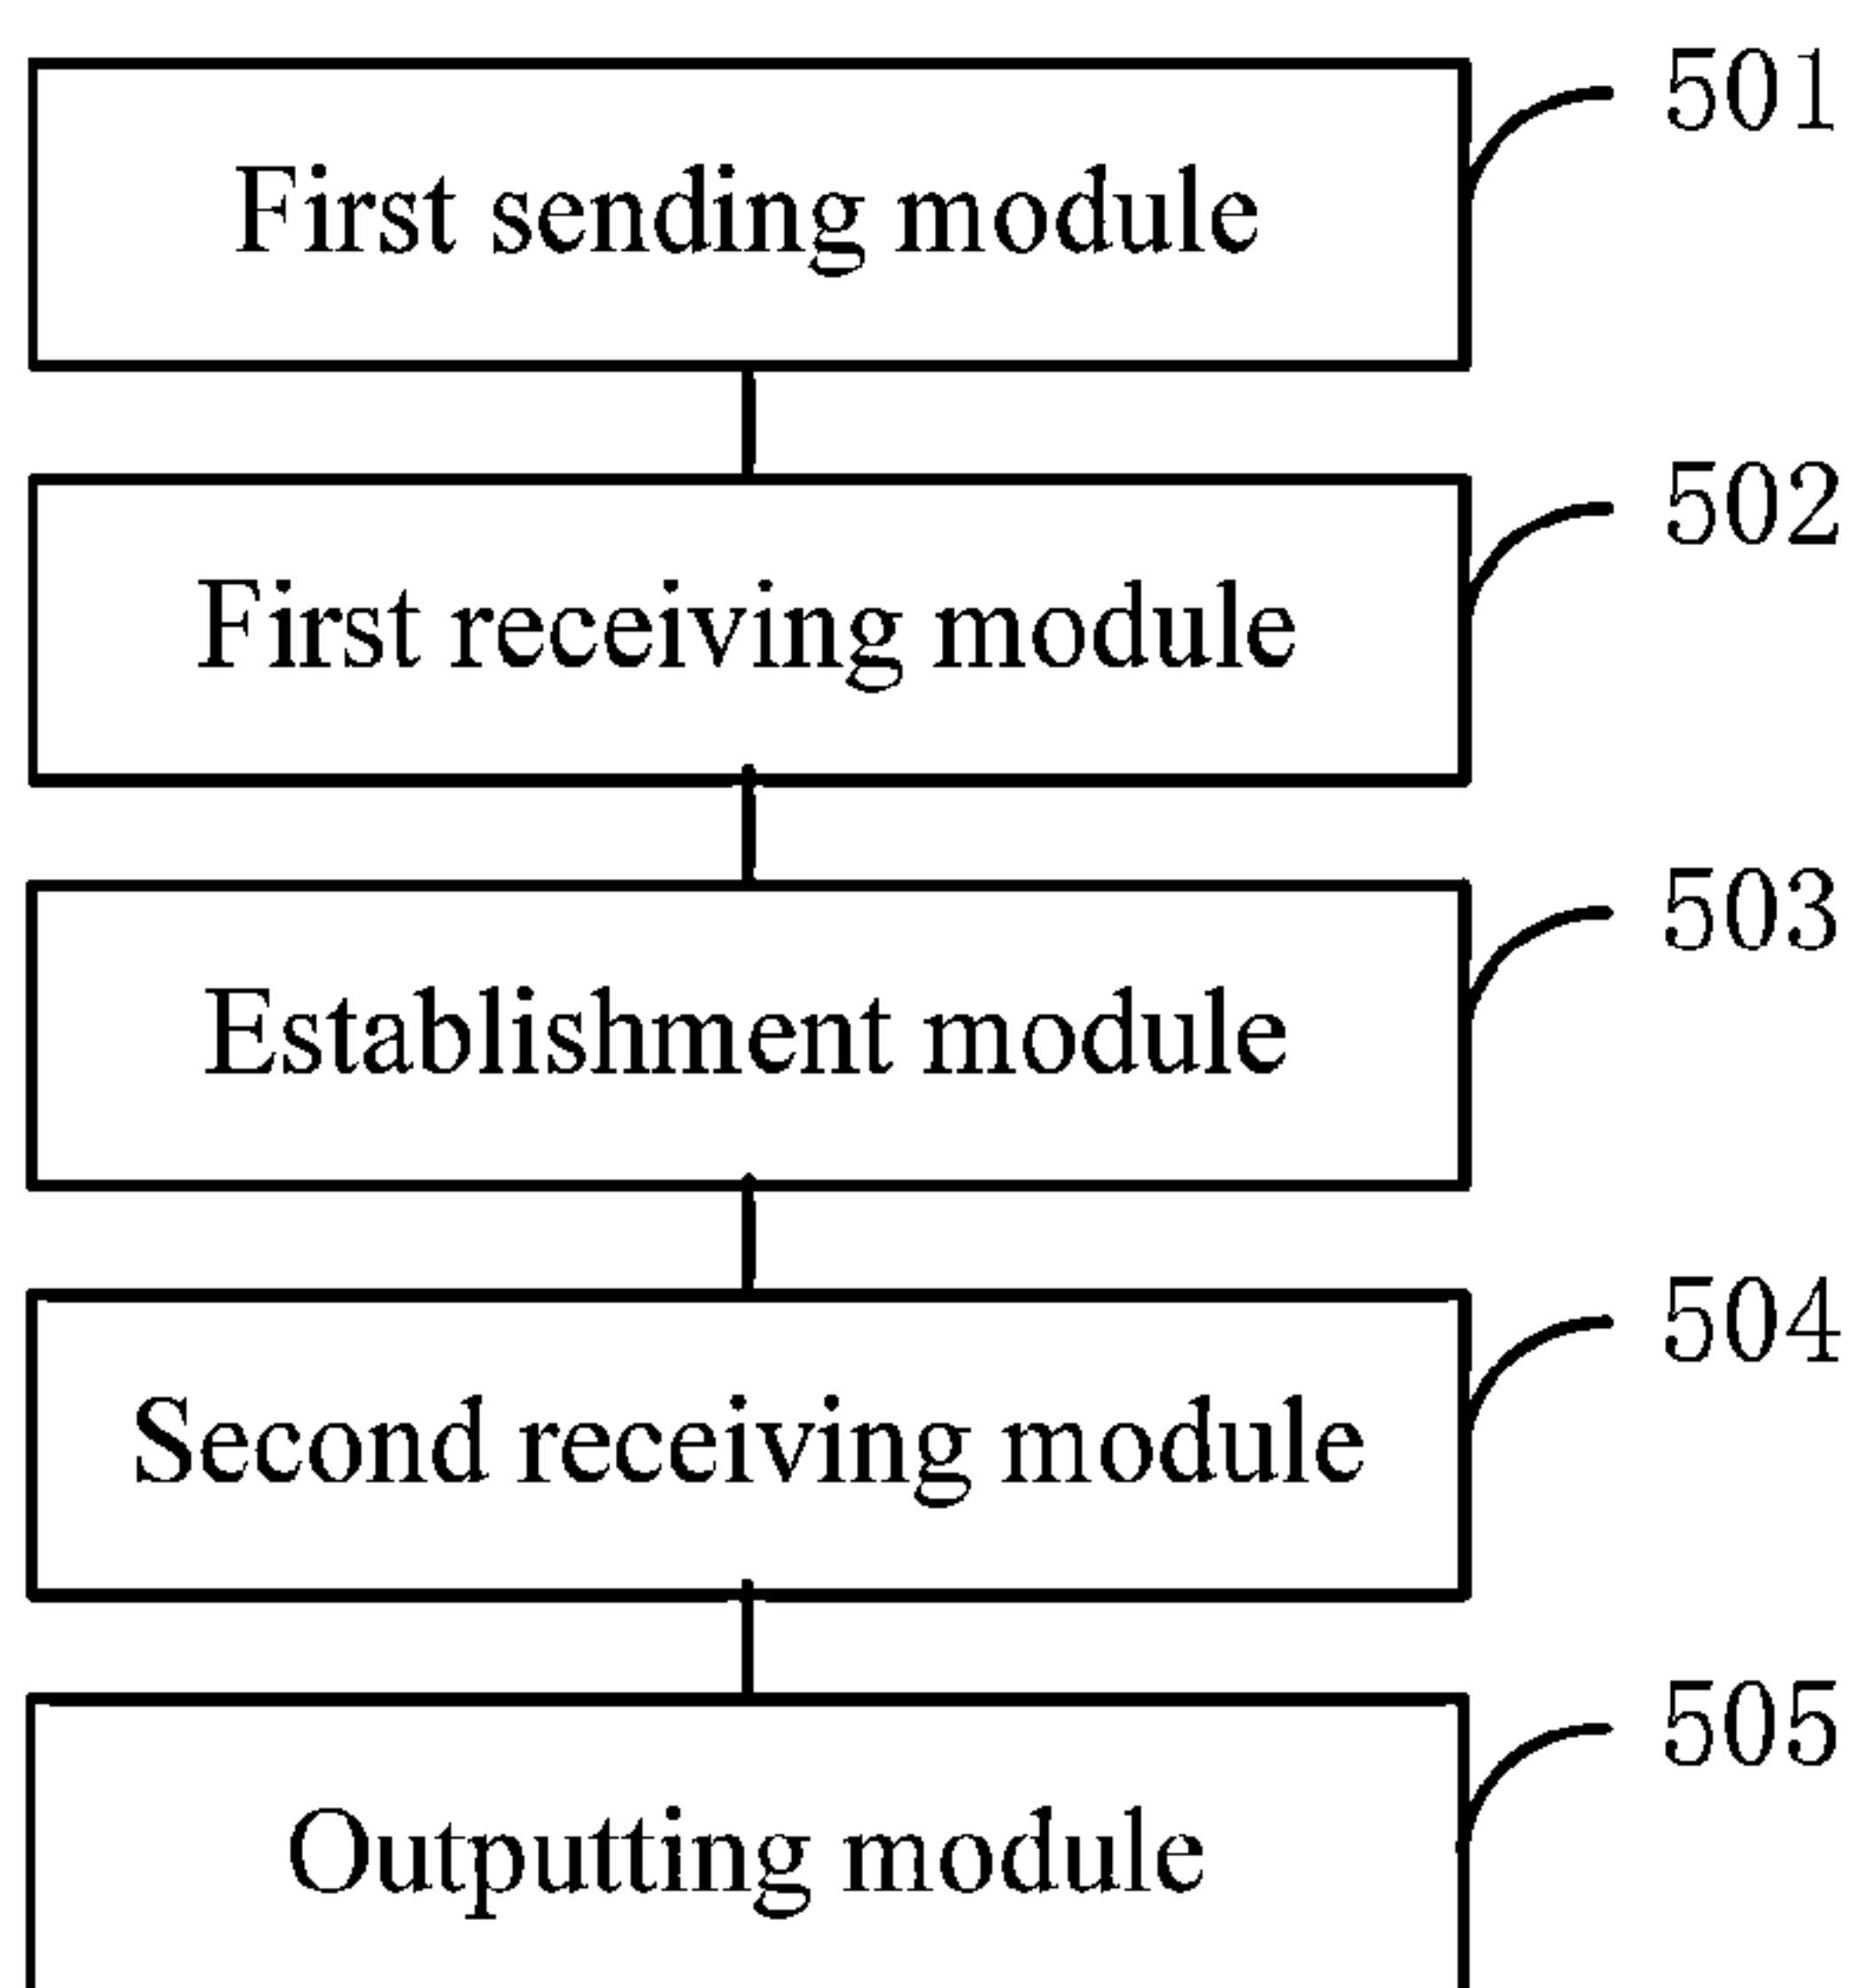 501
First sending module
502
First receiving module
503
Establishment module
504
Second receiving module
505
Outputting module